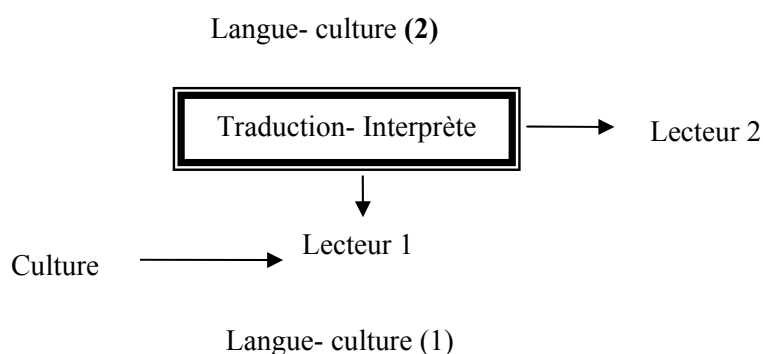 Langue- culture (2)
Traduction- Interprète
Lecteur 2
Lecteur 1
Culture
Langue- culture (1)